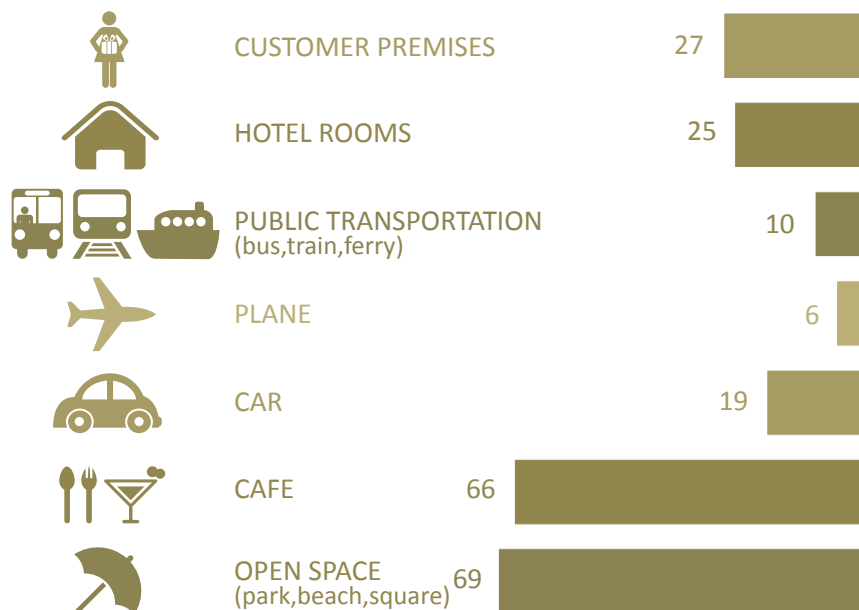 CUSTOMER PREMISES 27
HOTEL ROOMS 25
PUBLIC TRANSPORTATION 10
(bus,train,ferry)
PLANE 6
CAR 19
CAFE 66
OPEN SPACE 69
(park,beach,square)